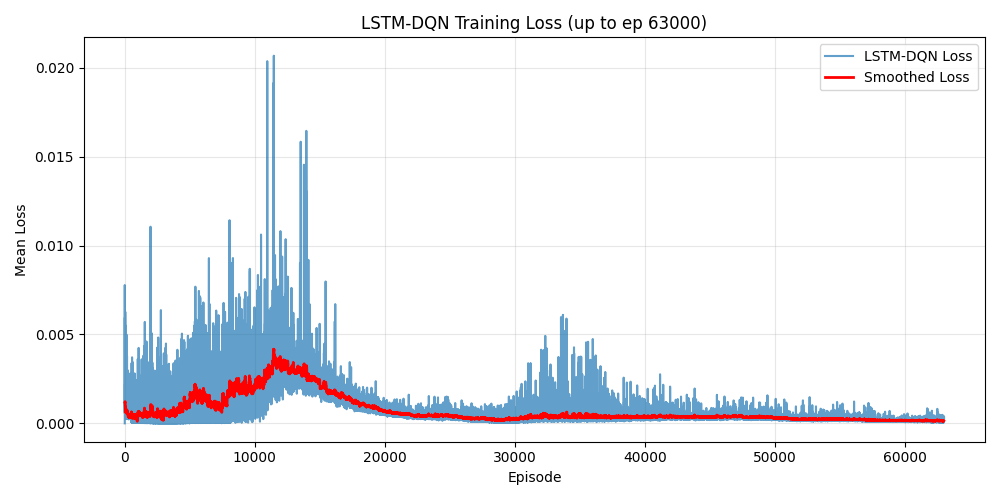 LSTM-DQN Training Loss (up to ep 63000)
LSTM-DQN Loss
Smoothed Loss
Mean Loss
0.020
0.015
0.010
0.005
0.000
0 10000 20000 30000 40000 50000 60000
Episode